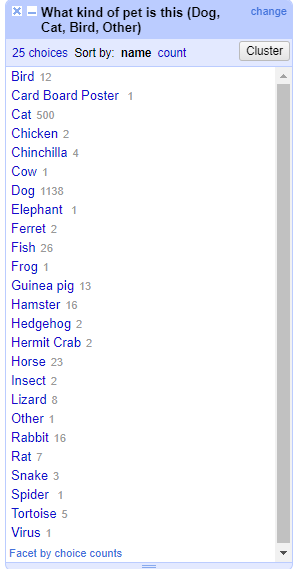 What kind of pet is this (Dog, change
Cat, Bird, Other)
25 choices Sort by: name count Cluster
Bird 12
Card Board Poster 1
Cat 500
Chicken 2
Chinchilla 4
Cow 1
Dog 1138
Elephant 1
Ferret 2
Fish 26
Frog 1
Guinea pig 13
Hamster 16
Hedgehog 2
Hermit Crab 2
Horse 23
Insect 2
Lizard 8
Other 1
Rabbit 16
Rat 7
Snake 3
Spider 1
Tortoise 5
Virus 1
Facet by choice counts